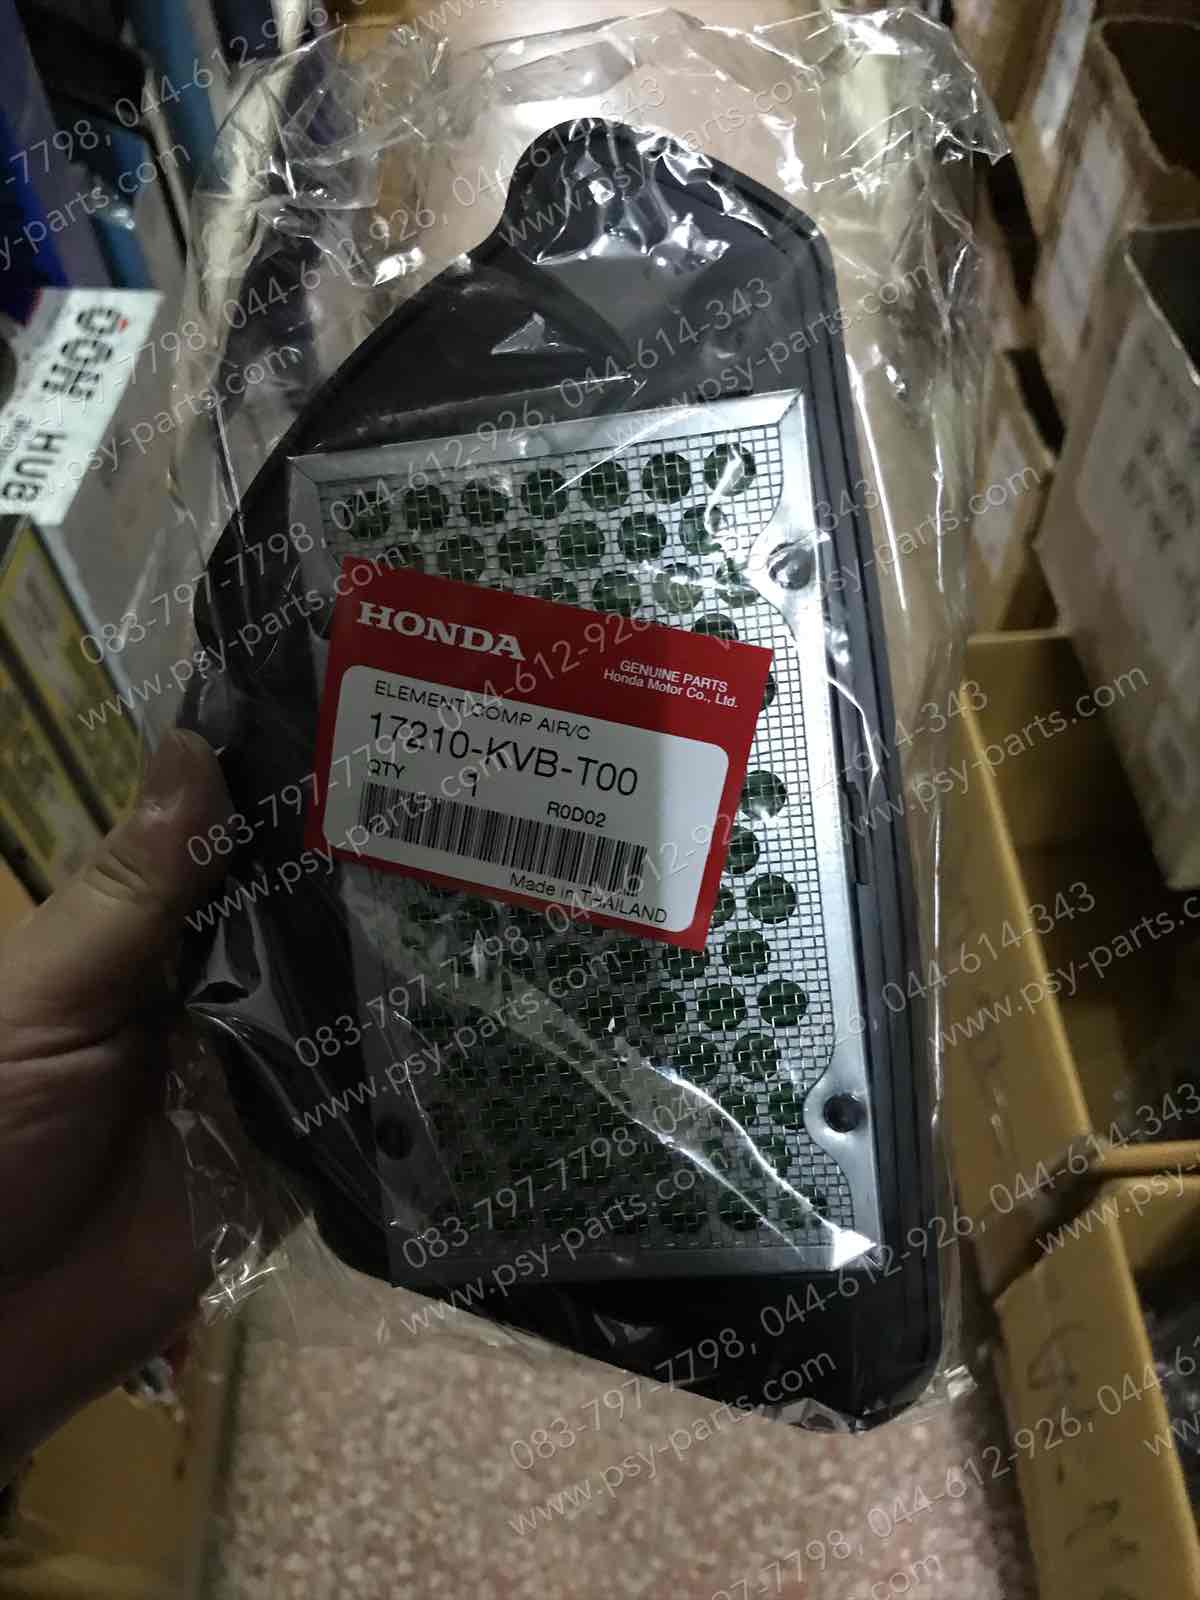 HONDA
GENUINE PARTS
Honda Motor Co., Ltd.
ELEMENT COMP AIR/C
17210-KVB-T00
QTY 1
R0D02
Made in THAILAND
HUB
083-797-7798, 044-612-926, 044-614-343
www.psy-parts.com